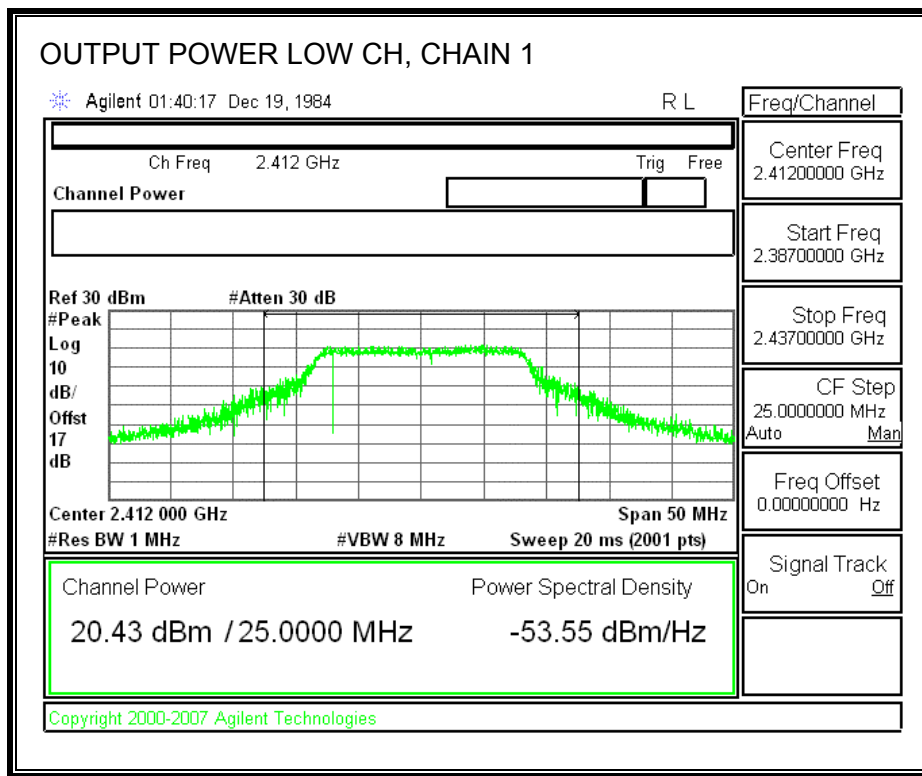 OUTPUT POWER LOW CH, CHAIN 1
Agilent 01:40:17 Dec 19, 1984 R L
Freq/Channel
Ch Freq 2.412 GHz Trig Free
Channel Power
Center Freq
2.41200000 GHz
Start Freq
2.38700000 GHz
Stop Freq
2.43700000 GHz
CF Step
25.0000000 MHz
Auto Man
Freq Offset
0.00000000 Hz
Signal Track
On Off
Ref 30 dBm #Atten 30 dB
#Peak
Log
10
dB/
Offst
17
dB
Center 2.412 000 GHz Span 50 MHz
#Res BW 1 MHz #VBW 8 MHz Sweep 20 ms (2001 pts)
Channel Power Power Spectral Density
20.43 dBm / 25.0000 MHz -53.55 dBm/Hz
Copyright 2000-2007 Agilent Technologies